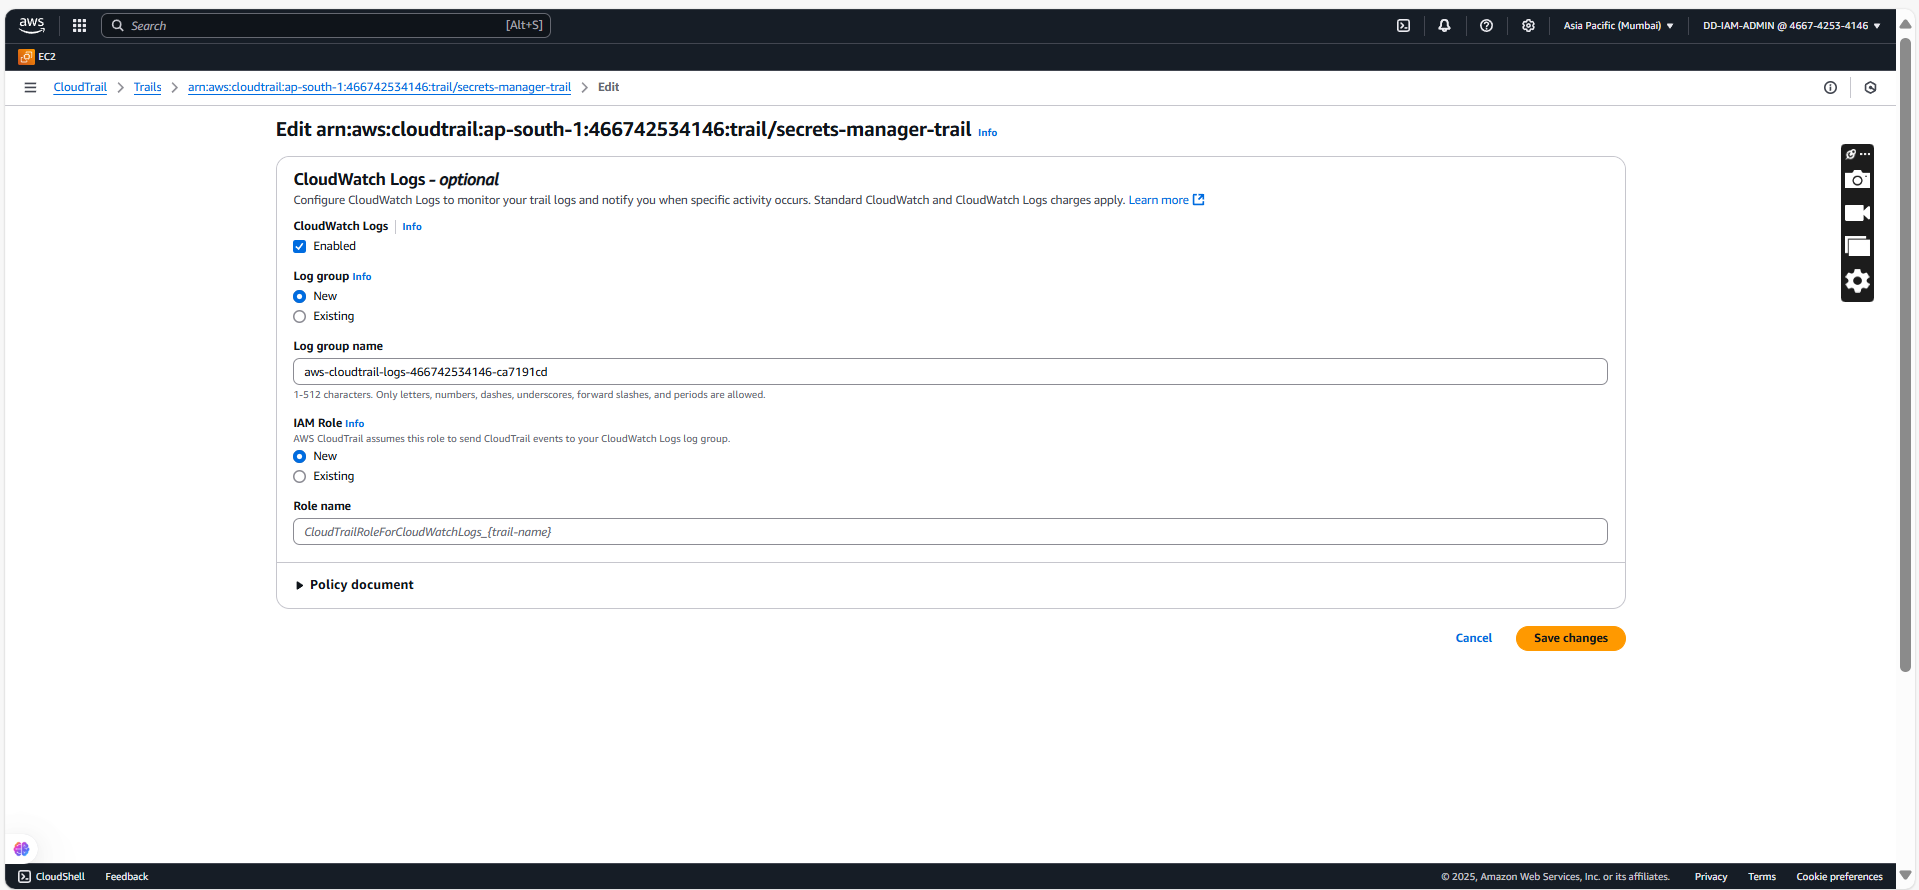 aws
Search [Alt+S]
Asia Pacific (Mumbai) DD-IAM-ADMIN @ 4667-4253-4146
EC2
CloudTrail Trails arn:aws:cloudtrail:ap-south-1:466742534146:trail/secrets-manager-trail Edit
Edit arn:aws:cloudtrail:ap-south-1:466742534146:trail/secrets-manager-trail Info
CloudWatch Logs - optional
Configure CloudWatch Logs to monitor your trail logs and notify you when specific activity occurs. Standard CloudWatch and CloudWatch Logs charges apply. Learn more
CloudWatch Logs Info
Enabled
Log group Info
New
Existing
Log group name
aws-cloudtrail-logs-466742534146-ca7191cd
1-512 characters. Only letters, numbers, dashes, underscores, forward slashes, and periods are allowed.
IAM Role Info
AWS CloudTrail assumes this role to send CloudTrail events to your CloudWatch Logs log group.
New
Existing
Role name
CloudTrailRoleForCloudWatchLogs_{trail-name}
Policy document
Cancel Save changes
CloudShell Feedback © 2025, Amazon Web Services, Inc. or its affiliates. Privacy Terms Cookie preferences